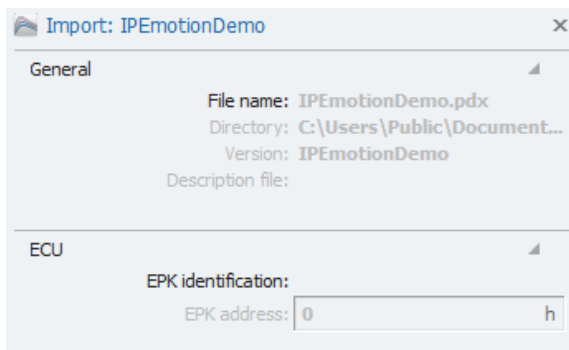 Import: IPEmotionDemo
General
File name: IPEmotionDemo.pdx
Directory: C:\Users\Public\Document...
Version: IPEmotionDemo
Description file:
ECU
EPK identification:
EPK address: 0 h